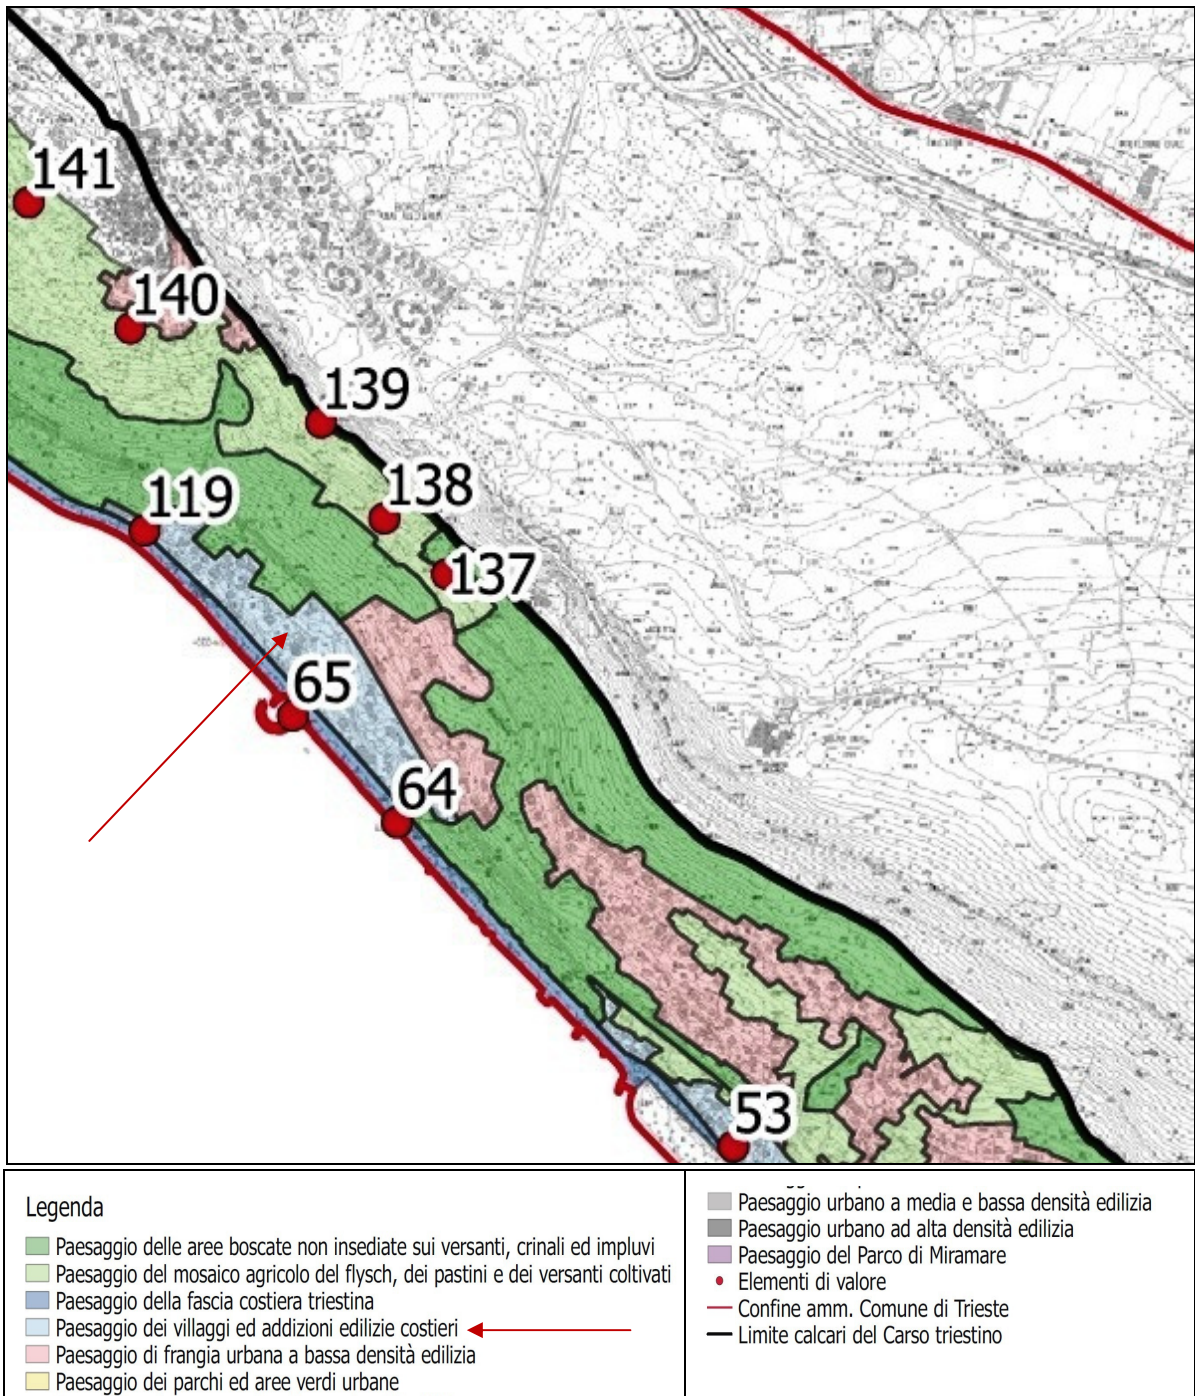 141
140
139
138
119
137
65
64
53
Legenda
Paesaggio delle aree boscate non insediate sui versanti, crinali ed impluvi
Paesaggio del mosaico agricolo del flysch, dei pastini e dei versanti coltivati
Paesaggio della fascia costiera triestina
Paesaggio dei villaggi ed addizioni edilizie costieri
Paesaggio di frangia urbana a bassa densità edilizia
Paesaggio dei parchi ed aree verdi urbane
Paesaggio urbano a media e bassa densità edilizia
Paesaggio urbano ad alta densità edilizia
Paesaggio del Parco di Miramare
Elementi di valore
Confine amm. Comune di Trieste
Limite calcari del Carso triestino